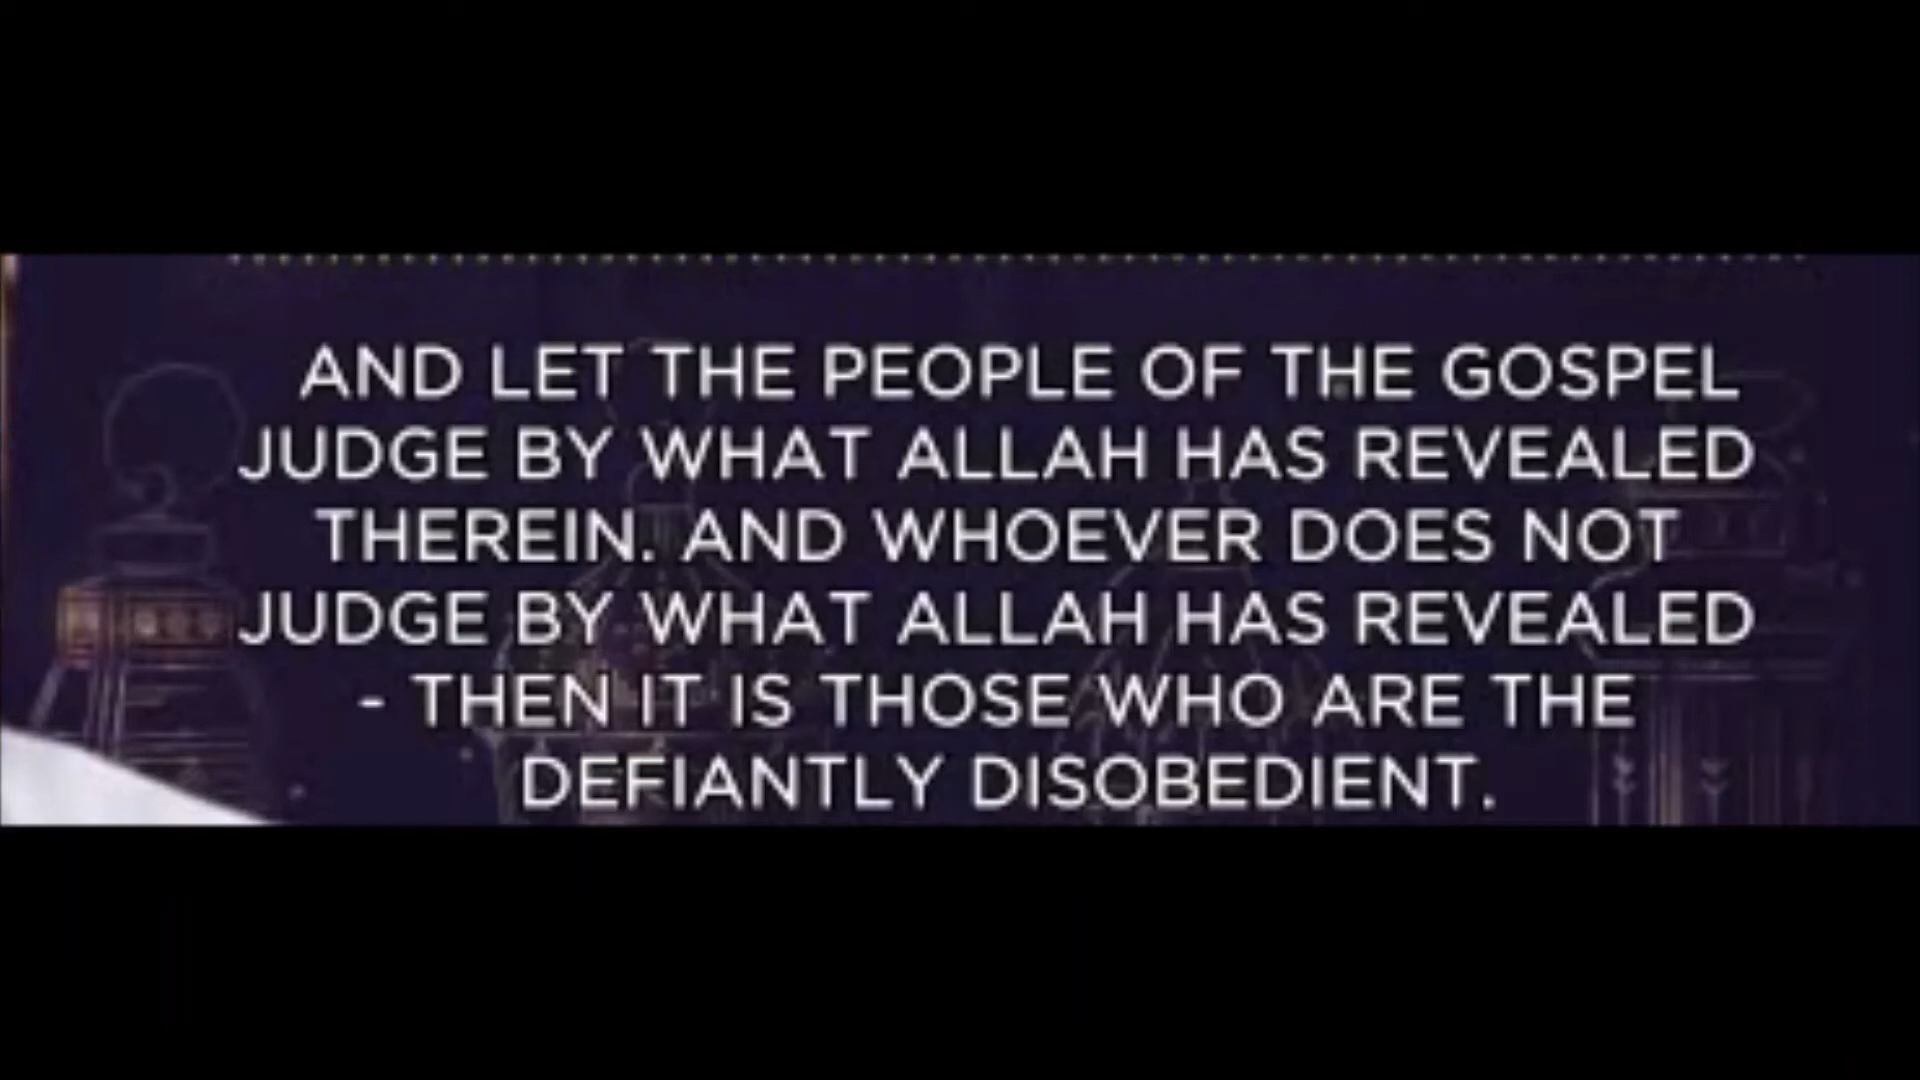 AND LET THE PEOPLE OF THE GOSPEL
JUDGE BY WHAT ALLAH HAS REVEALED
THEREIN. AND WHOEVER DOES NOT
JUDGE BY WHAT ALLAH HAS REVEALED
- THEN IT IS THOSE WHO ARE THE
DEFIANTLY DISOBEDIENT.